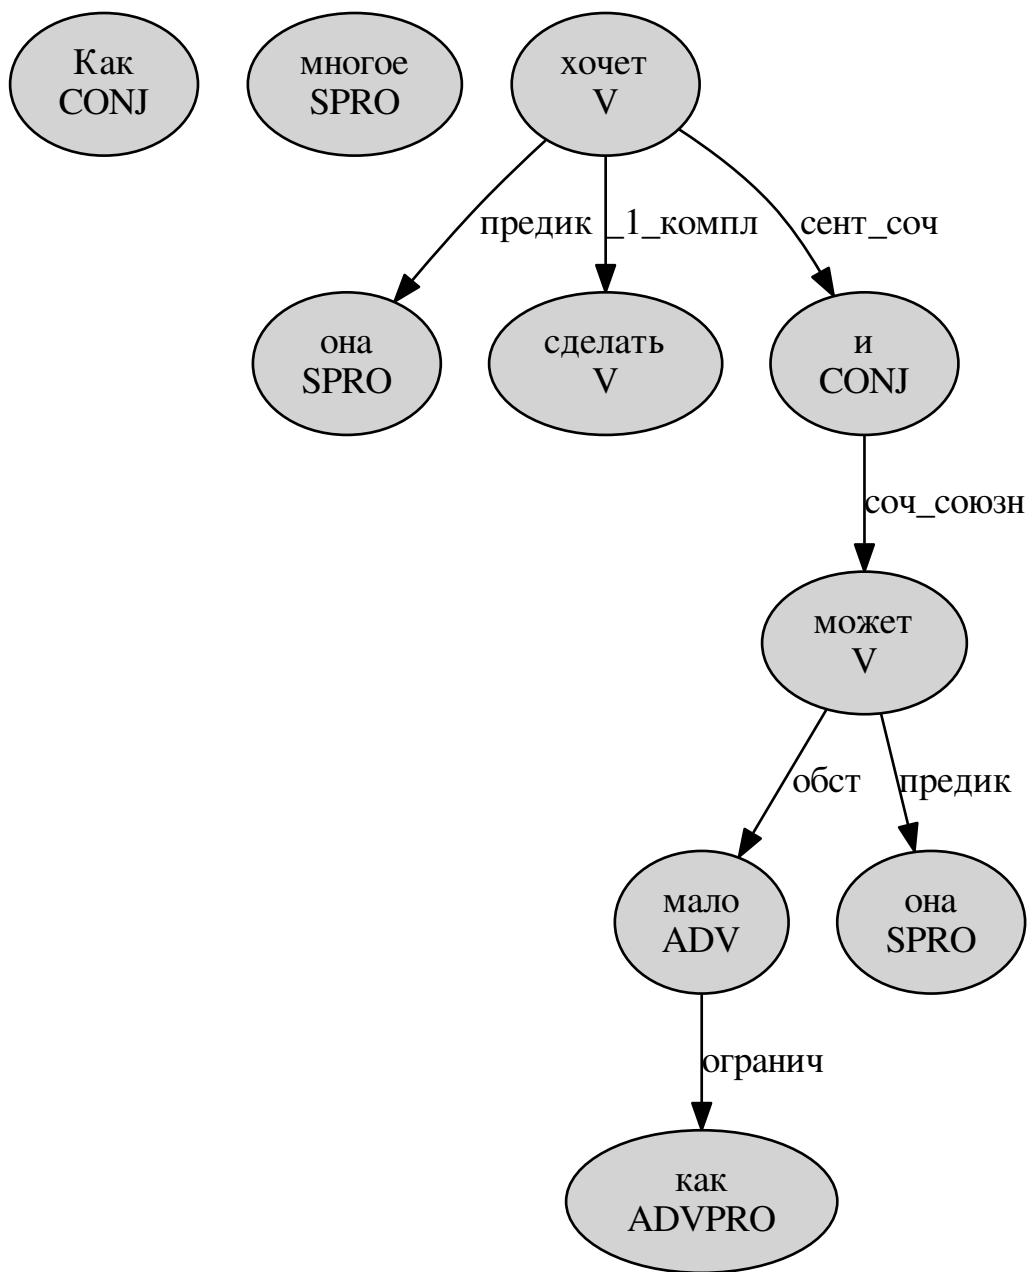 Как
CONJ
многое
SPRO
хочет
V
предик
_1_компл
сент_соч
она
SPRO
сделать
V
и
CONJ
соч_союзн
может
V
обст
предик
мало
ADV
она
SPRO
огранич
как
ADVPRO